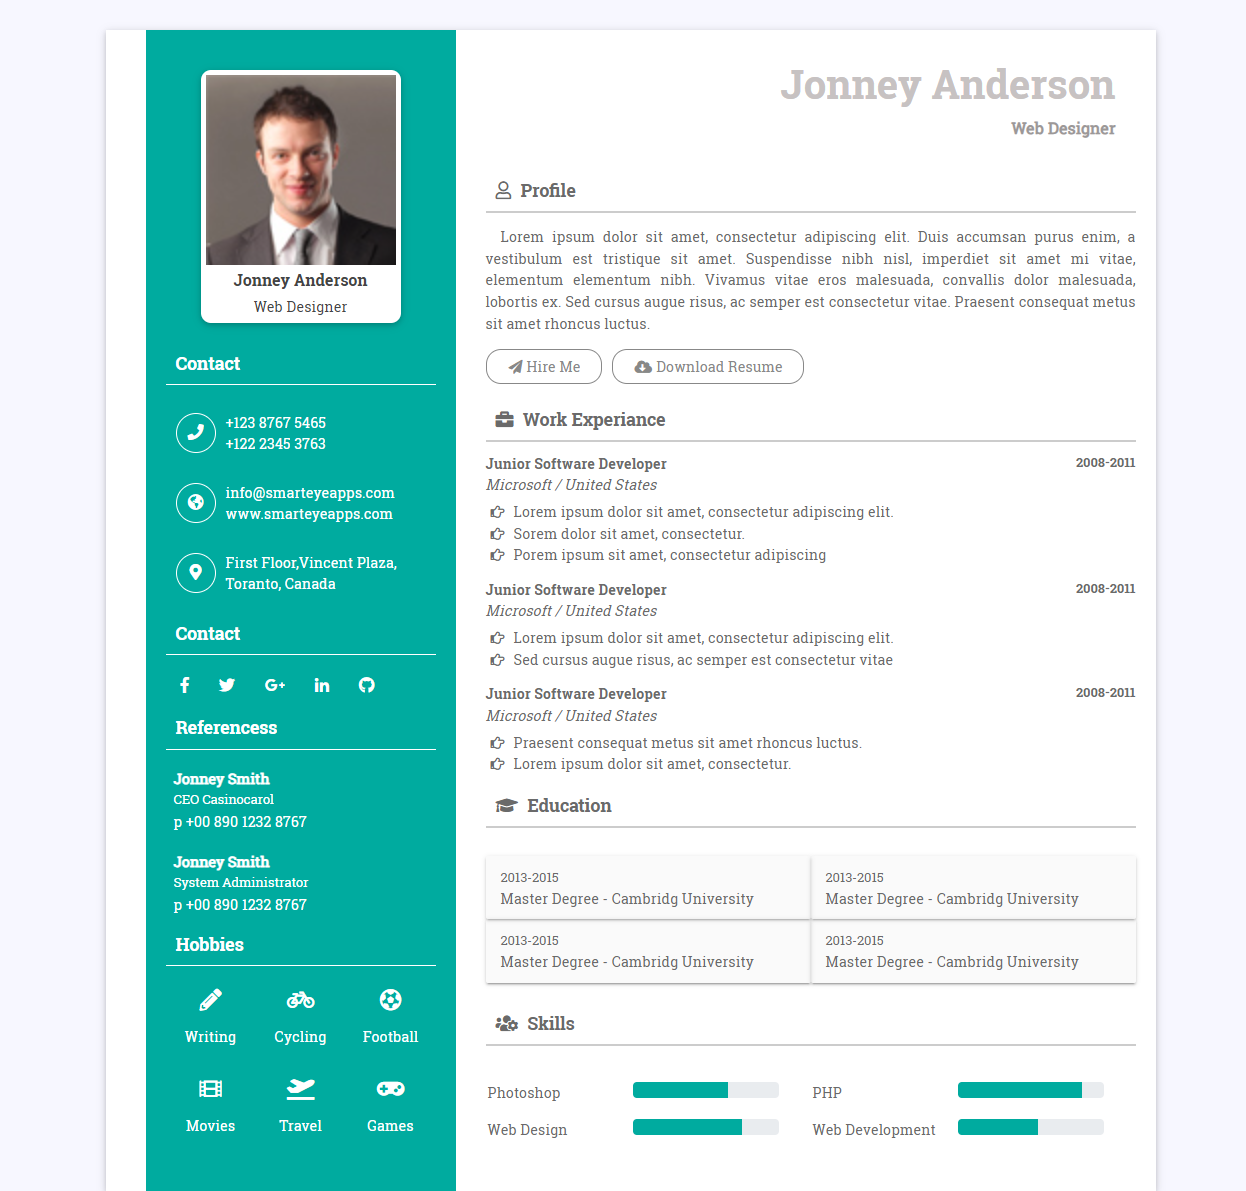 Jonney Anderson
Web Designer
Contact
+123 8767 5465
+122 2345 3763
info@smarteyeapps.com
www.smarteyeapps.com
First Floor,Vincent Plaza,
Toranto, Canada
Contact
Referencess
Jonney Smith
CEO Casinocarol
p +00 890 1232 8767
Jonney Smith
System Administrator
p +00 890 1232 8767
Hobbies
Writing Cycling Football
Movies Travel Games
Jonney Anderson
Web Designer
Profile
Lorem ipsum dolor sit amet, consectetur adipiscing elit. Duis accumsan purus enim, a
vestibulum est tristique sit amet. Suspendisse nibh nisl, imperdiet sit amet mi vitae,
elementum elementum nibh. Vivamus vitae eros malesuada, convallis dolor malesuada,
lobortis ex. Sed cursus augue risus, ac semper est consectetur vitae. Praesent consequat metus
sit amet rhoncus luctus.
Hire Me Download Resume
Work Experiance
Junior Software Developer 2008-2011
Microsoft / United States
Lorem ipsum dolor sit amet, consectetur adipiscing elit.
Sorem dolor sit amet, consectetur.
Porem ipsum sit amet, consectetur adipiscing
Junior Software Developer 2008-2011
Microsoft / United States
Lorem ipsum dolor sit amet, consectetur adipiscing elit.
Sed cursus augue risus, ac semper est consectetur vitae
Junior Software Developer 2008-2011
Microsoft / United States
Praesent consequat metus sit amet rhoncus luctus.
Lorem ipsum dolor sit amet, consectetur.
Education
2013-2015 2013-2015
Master Degree - Cambridg University Master Degree - Cambridg University
2013-2015 2013-2015
Master Degree - Cambridg University Master Degree - Cambridg University
Skills
Photoshop PHP
Web Design Web Development